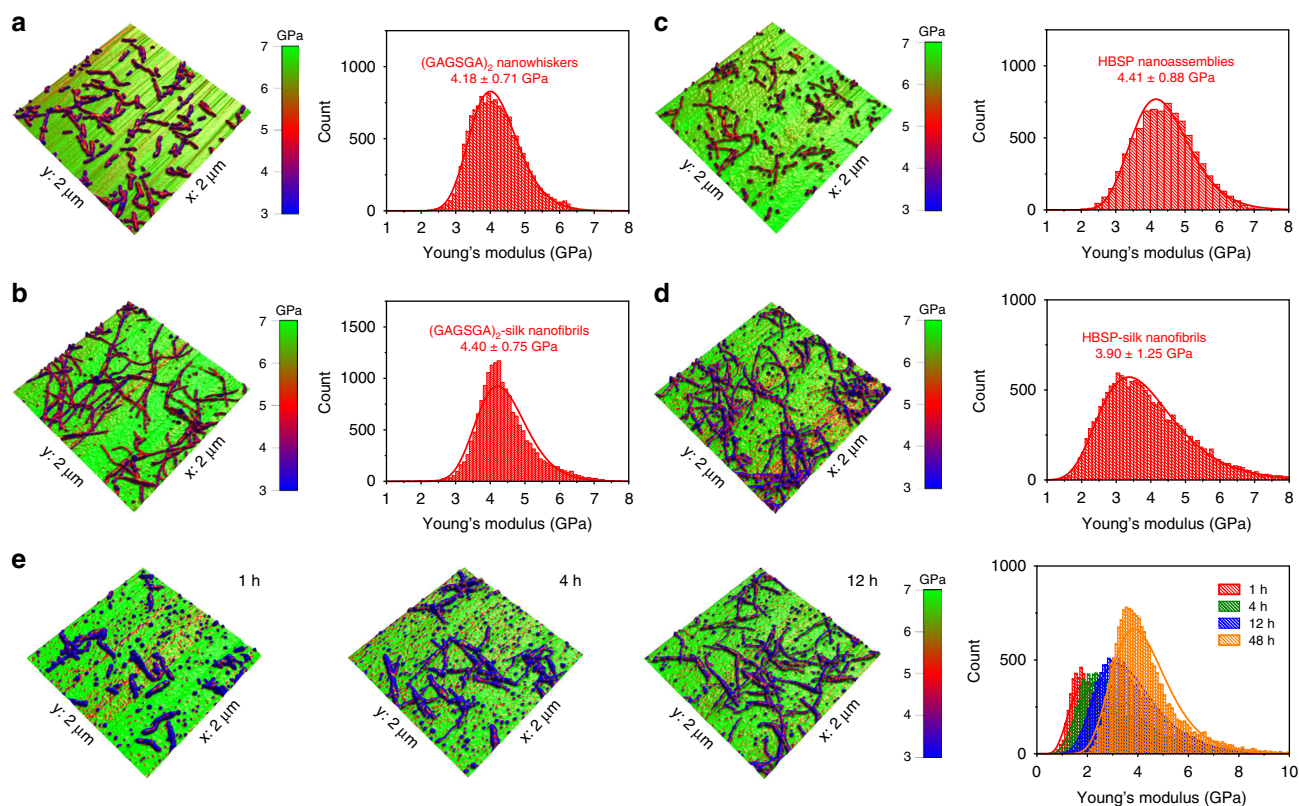 a
GPa
7
6
5
4
3
y: 2 μm
x: 2 μm
Count
1000
500
0
(GAGSGA)₂ nanowhiskers
4.18 ± 0.71 GPa
1 2 3 4 5 6 7 8
Young's modulus (GPa)
c
GPa
7
6
5
4
3
y: 2 μm
x: 2 μm
Count
1000
500
0
HBSP nanoassemblies
4.41 ± 0.88 GPa
1 2 3 4 5 6 7 8
Young's modulus (GPa)
b
GPa
7
6
5
4
3
y: 2 μm
x: 2 μm
Count
1500
1000
500
0
(GAGSGA)₂-silk nanofibrils
4.40 ± 0.75 GPa
1 2 3 4 5 6 7 8
Young's modulus (GPa)
d
GPa
7
6
5
4
3
y: 2 μm
x: 2 μm
Count
1000
500
0
HBSP-silk nanofibrils
3.90 ± 1.25 GPa
1 2 3 4 5 6 7 8
Young's modulus (GPa)
e
1 h
y: 2 μm
x: 2 μm
4 h
y: 2 μm
x: 2 μm
12 h
y: 2 μm
x: 2 μm
GPa
7
6
5
4
3
Count
1000
500
0
1 h
4 h
12 h
48 h
0 2 4 6 8 10
Young's modulus (GPa)